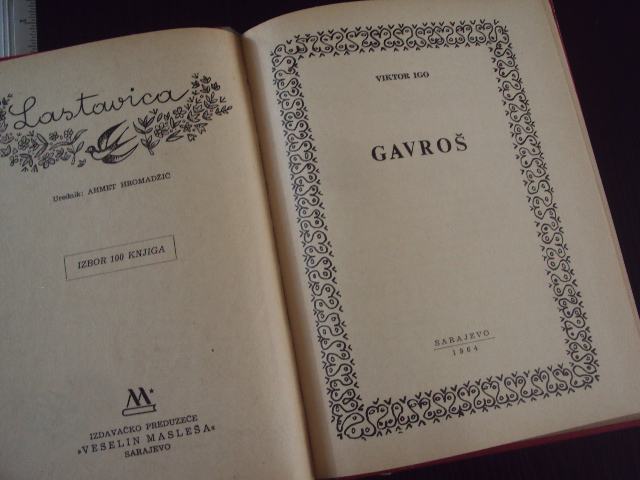 Lastavica
Urednik: AHMET HROMADŽIĆ
IZBOR 100 KNJIGA
M
IZDAVAČKO PREDUZEĆE
»VESELIN MASLEŠA«
SARAJEVO
VIKTOR IGO
GAVROŠ
SARAJEVO
1964